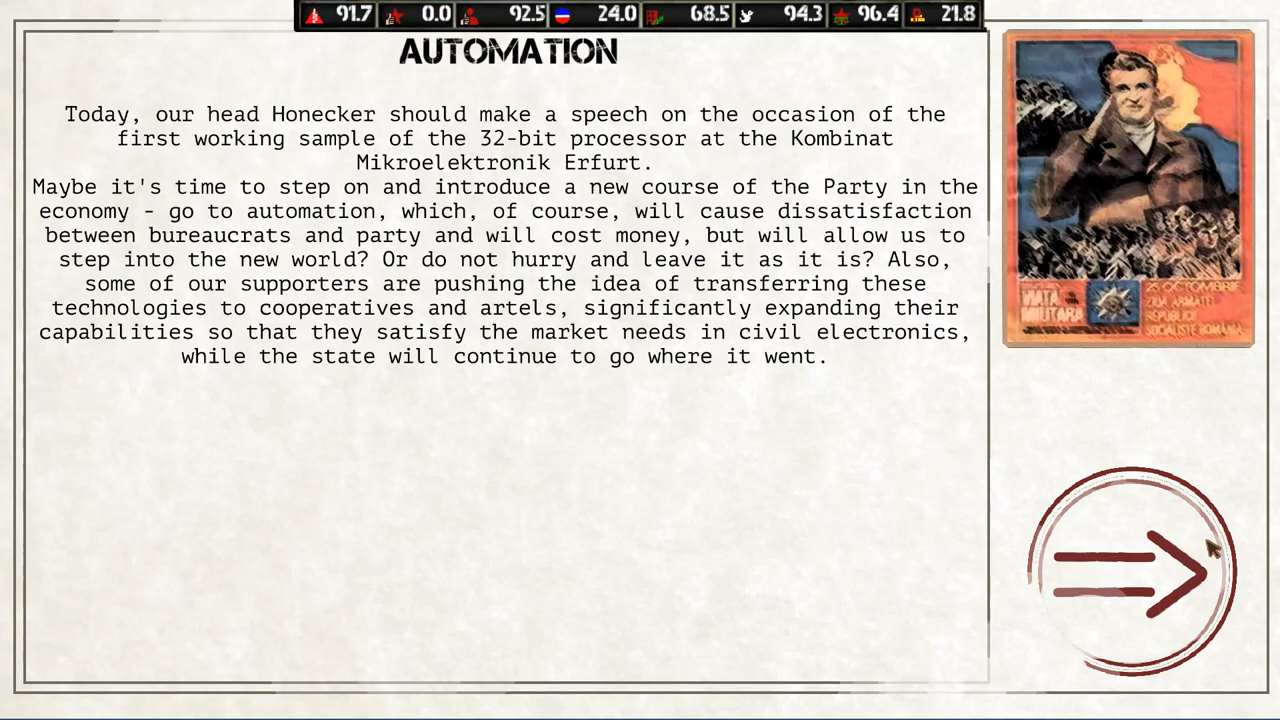 91.7 0.0 92.5 24.0 68.5 94.3 96.4 21.8
AUTOMATION
Today, our head Honecker should make a speech on the occasion of the
first working sample of the 32-bit processor at the Kombinat
Mikroelektronik Erfurt.
Maybe it's time to step on and introduce a new course of the Party in the
economy - go to automation, which, of course, will cause dissatisfaction
between bureaucrats and party and will cost money, but will allow us to
step into the new world? Or do not hurry and leave it as it is? Also,
some of our supporters are pushing the idea of transferring these
technologies to cooperatives and artels, significantly expanding their
capabilities so that they satisfy the market needs in civil electronics,
while the state will continue to go where it went.
VIATA
MILITARA
25 OCTOMBRIE
ZIUA ARMATEI
REPUBLICII
SOCIALISTE ROMÂNIA